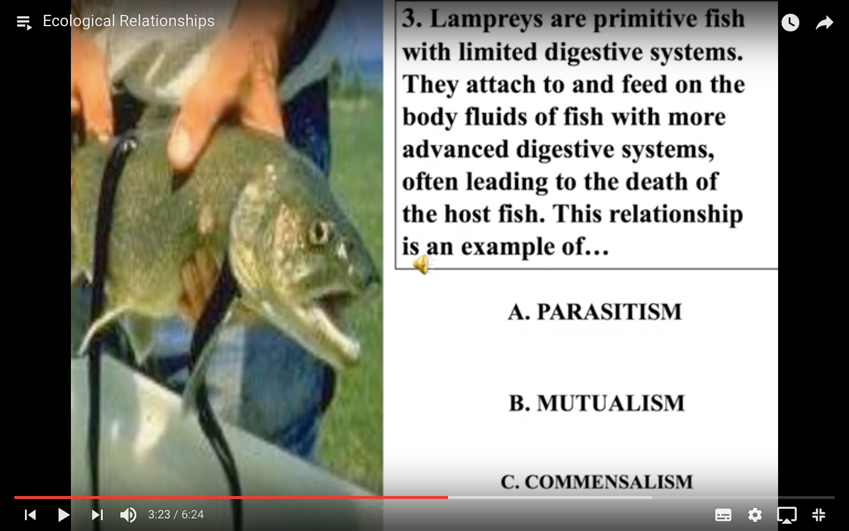 Ecological Relationships
3. Lampreys are primitive fish
with limited digestive systems.
They attach to and feed on the
body fluids of fish with more
advanced digestive systems,
often leading to the death of
the host fish. This relationship
is an example of…
A. PARASITISM
B. MUTUALISM
C. COMMENSALISM
3:23 / 6:24